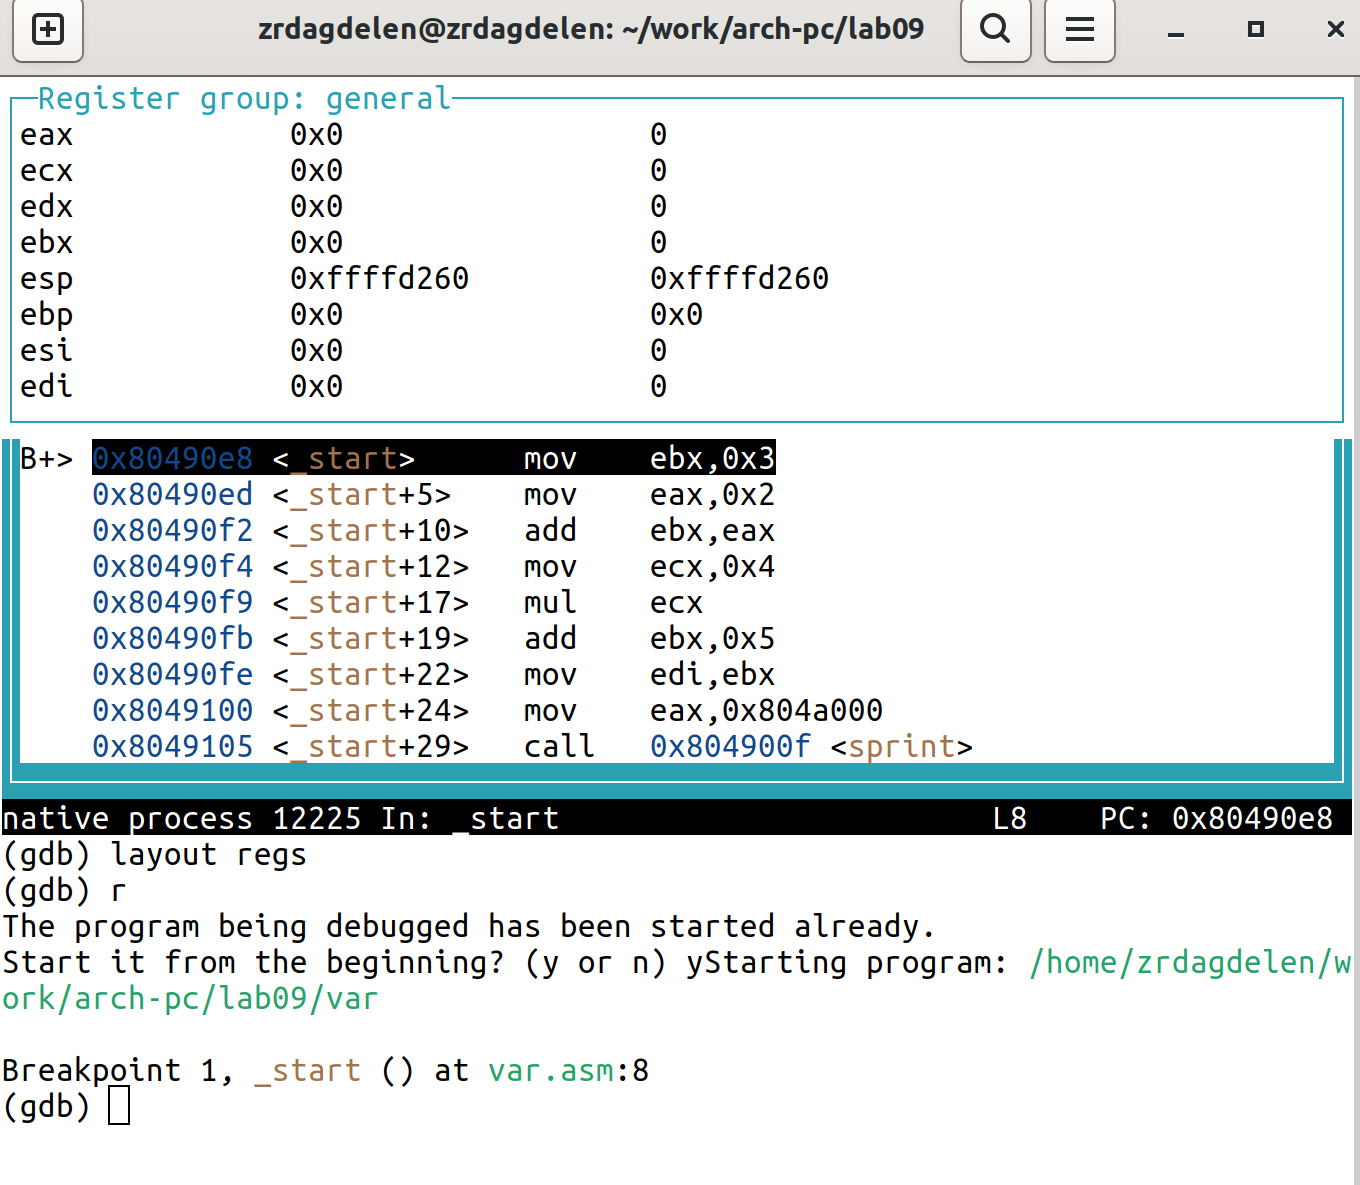 zrdagdelen@zrdagdelen: ~/work/arch-pc/lab09
Register group: general
eax 0x0 0
ecx 0x0 0
edx 0x0 0
ebx 0x0 0
esp 0xffffd260 0xffffd260
ebp 0x0 0x0
esi 0x0 0
edi 0x0 0
B+> 0x80490e8 <_start> mov ebx,0x3
0x80490ed <_start+5> mov eax,0x2
0x80490f2 <_start+10> add ebx,eax
0x80490f4 <_start+12> mov ecx,0x4
0x80490f9 <_start+17> mul ecx
0x80490fb <_start+19> add ebx,0x5
0x80490fe <_start+22> mov edi,ebx
0x8049100 <_start+24> mov eax,0x804a000
0x8049105 <_start+29> call 0x804900f <sprint>
native process 12225 In: _start L8 PC: 0x80490e8
(gdb) layout regs
(gdb) r
The program being debugged has been started already.
Start it from the beginning? (y or n) yStarting program: /home/zrdagdelen/w
ork/arch-pc/lab09/var
Breakpoint 1, _start () at var.asm:8
(gdb)